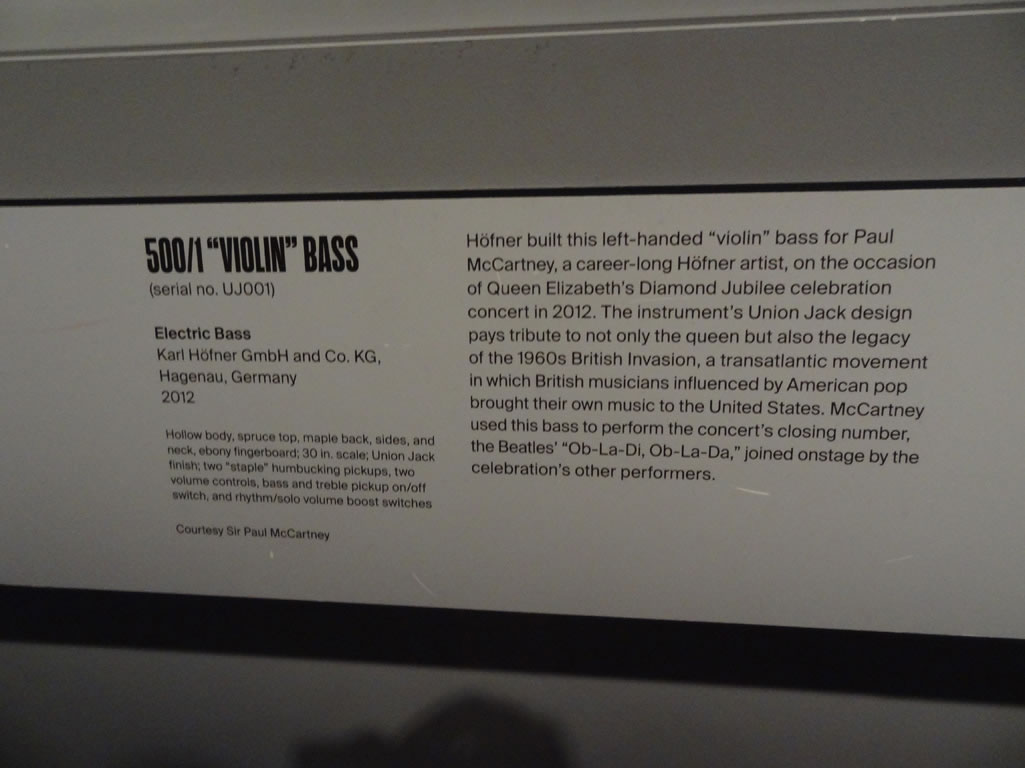 500/1 “VIOLIN” BASS
(serial no. UJ001)
Electric Bass
Karl Höfner GmbH and Co. KG,
Hagenau, Germany
2012
Hollow body, spruce top, maple back, sides, and
neck, ebony fingerboard; 30 in. scale; Union Jack
finish; two “staple” humbucking pickups, two
volume controls, bass and treble pickup on/off
switch, and rhythm/solo volume boost switches
Courtesy Sir Paul McCartney
Höfner built this left-handed “violin” bass for Paul
McCartney, a career-long Höfner artist, on the occasion
of Queen Elizabeth’s Diamond Jubilee celebration
concert in 2012. The instrument’s Union Jack design
pays tribute to not only the queen but also the legacy
of the 1960s British Invasion, a transatlantic movement
in which British musicians influenced by American pop
brought their own music to the United States. McCartney
used this bass to perform the concert’s closing number,
the Beatles’ “Ob-La-Di, Ob-La-Da,” joined onstage by the
celebration’s other performers.